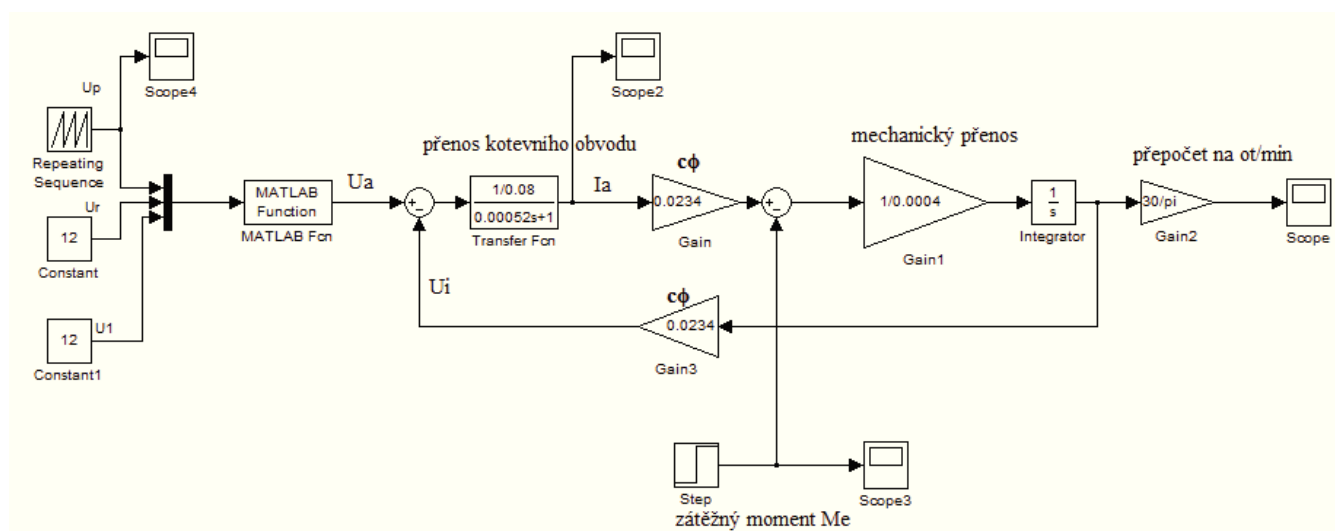 Up
Scope4
Repeating
Sequence
Ur
12
Constant
U1
12
Constant1
MATLAB
Function
MATLAB Fcn
Ua
přenos kotevního obvodu
1/0.08
0.00052s+1
Transfer Fcn
Scope2
Ia
cϕ
0.0234
Gain
mechanický přenos
1/0.0004
Gain1
1
s
Integrator
přepočet na ot/min
30/pi
Gain2
Scope
Ui
cϕ
0.0234
Gain3
Step
Scope3
zátěžný moment Me